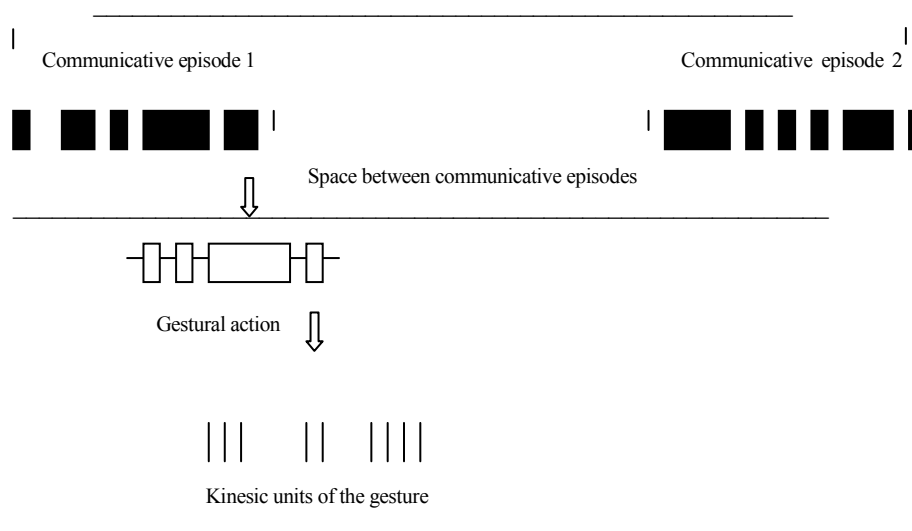 Communicative episode 1
Communicative episode 2
Space between communicative episodes
Gestural action
Kinesic units of the gesture